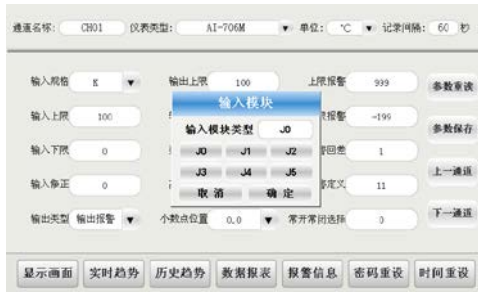 通道名称: CH01 仪表类型: AI-706M 单位: ℃ 记录间隔: 60 秒
输入规格 K 输出上限 100 上限报警 999 参数重读
输入模块
输入上限 100 报警 -199
输入模块类型 J0 参数保存
输入下限 0 J0 J1 J2 回差 1
J3 J4 J5 上一通道
输入修正 0 取 消 确 定 定义 11
输出类型 输出报警 小数点位置 0.0 常开常闭选择 0 下一通道
显示画面 实时趋势 历史趋势 数据报表 报警信息 密码重设 时间重设